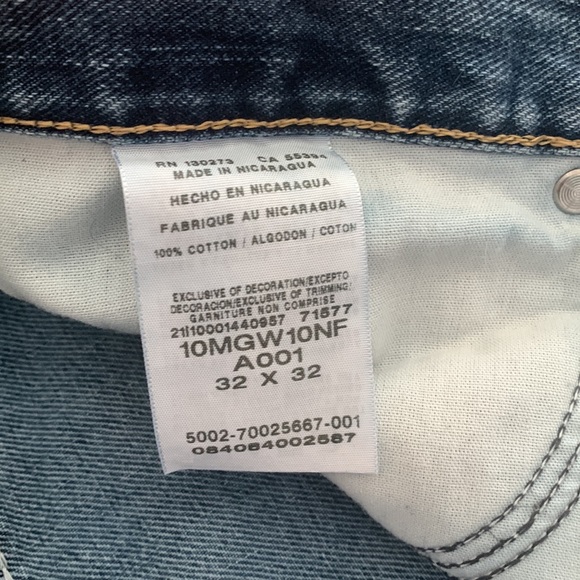 RN 130273 CA 55394
MADE IN NICARAGUA
HECHO EN NICARAGUA
FABRIQUE AU NICARAGUA
100% COTTON / ALGODON / COTON
EXCLUSIVE OF DECORATION/EXCEPTO
DECORACION/EXCLUSIVE OF TRIMMING/
GARNITURE NON COMPRISE
21I10001440957 71577
10MGW10NF
A001
32 X 32
5002-70025667-001
084084002587